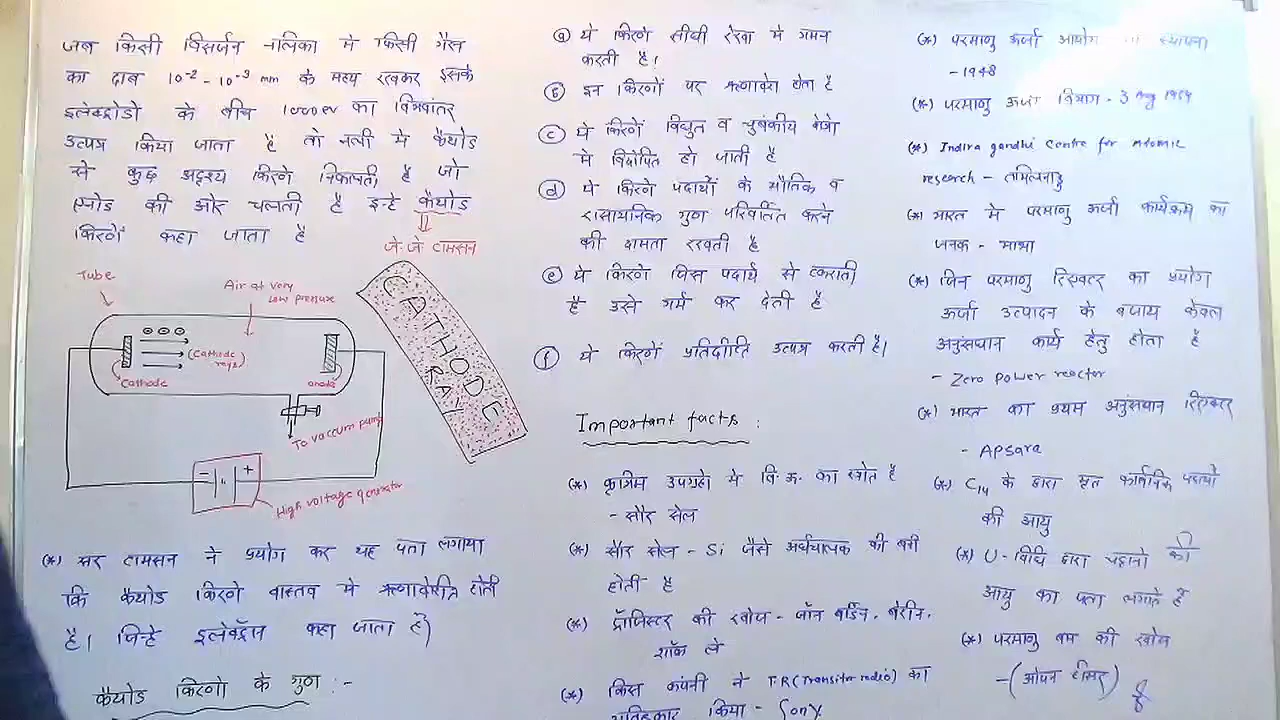 जब किसी विसर्जन नलिका मे किसी गैस
का दाब 10⁻² - 10⁻³ mm के मध्य रखकर इसके
इलेक्ट्रोडो के बीच 10000v का विभवांतर
उत्पन्न किया जाता है तो नली मे कैथोड
से कुछ अदृश्य किरणे निकलती है जो
एनोड की ओर चलती है इन्हे कैथोड
किरणें कहा जाता है
जे. जे. टामसन
Tube
Air at very
low pressure
(Cathode
rays)
Cathode
anode
To vaccum pump
High voltage generator
CATHODE
RAY
(*) सर टामसन ने प्रयोग कर यह पता लगाया
कि कैथोड किरणे वास्तव मे ऋणावेशित होती
है। जिन्हे इलेक्ट्रॉन कहा जाता है)
कैथोड किरणो के गुण :-
ⓐ ये किरणे सीधी रेखा मे गमन
करती है।
ⓑ इन किरणों पर ऋणावेश होता है
ⓒ ये किरणे विद्युत व चुबंकीय क्षेत्रो
मे विक्षेपित हो जाती है
ⓓ ये किरणे पदार्थो के भौतिक व
रासायनिक गुण परिवर्तित करने
की क्षमता रखती है
ⓔ ये किरणे जिस पदार्थ से टकराती
है उसे गर्म कर देती है
ⓕ ये किरणें प्रतिदीप्ति उत्पन्न करती है।
Important facts :
(*) कृत्रिम उपग्रहो मे वि.ऊ. का स्त्रोत है
- सौर सेल
(*) सौर सेल - Si जैसे अर्धचालक की बनी
होती है
(*) ट्रॉंजिस्टर की खोज - जॉन बर्डिन, बेरीन,
शॉक ले
(*) किस कंपनी ने T.R (Transitor radio) का
अविष्कार किया - Sony
(*) परमाणु ऊर्जा आयोग स्थापना
- 1948
(*) परमाणु ऊर्जा विभाग - 3 Aug 1954
(*) Indira gandhi Centre for Atomic
research - तमिलनाडु
(*) भारत मे परमाणु ऊर्जा कार्यक्रम का
जनक - भाभा
(*) जिन परमाणु रिएक्टर का प्रयोग
ऊर्जा उत्पादन के बजाय केवल
अनुसंधान कार्य हेतु होता है
- Zero power reactor
(*) भारत का प्रथम अनुसंधान रिएक्टर
- Apsara
(*) C₁₄ के द्वारा मृत कार्बनिक पदार्थो
की आयु
(*) U - विधि द्वारा चट्टानो की
आयु का पता लगाते है
(*) परमाणु बम की खोज
- (ओपन हीमर)